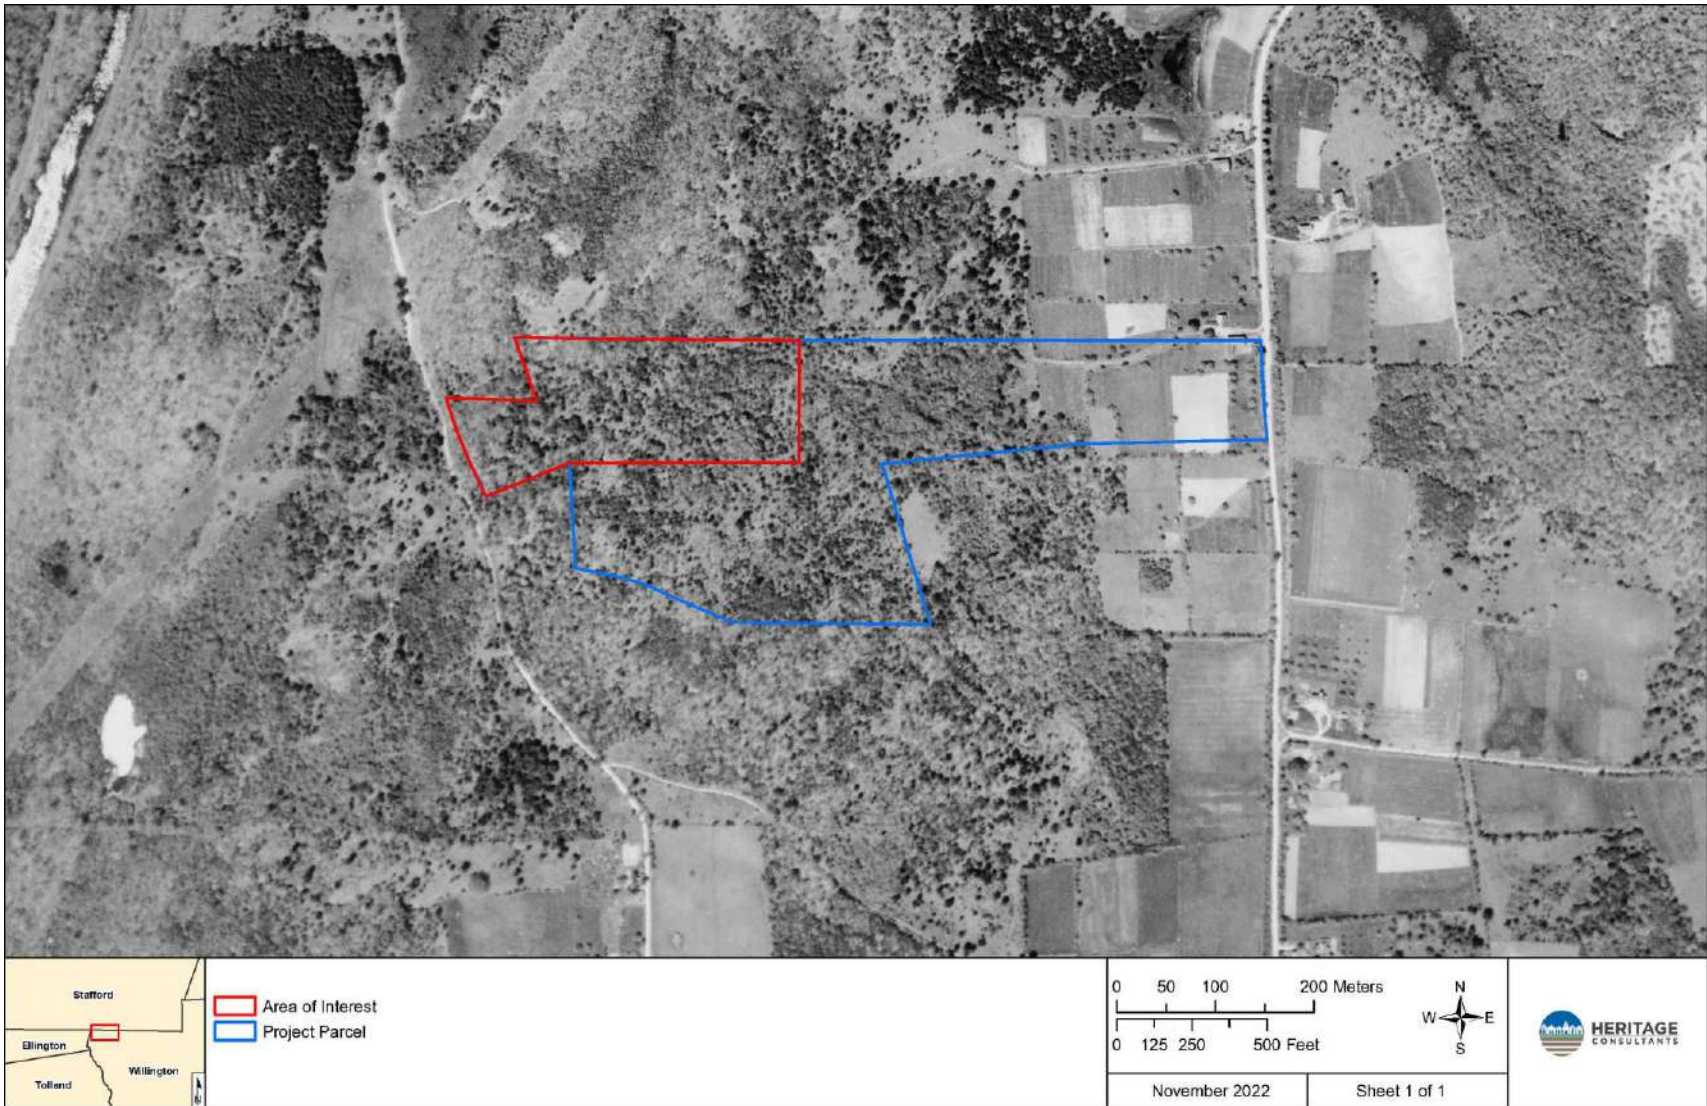 Stafford
Ellington
Tolland
Willington
N
Area of Interest
Project Parcel
0 50 100 200 Meters
0 125 250 500 Feet
N
W E
S
November 2022
Sheet 1 of 1
HERITAGE
CONSULTANTS